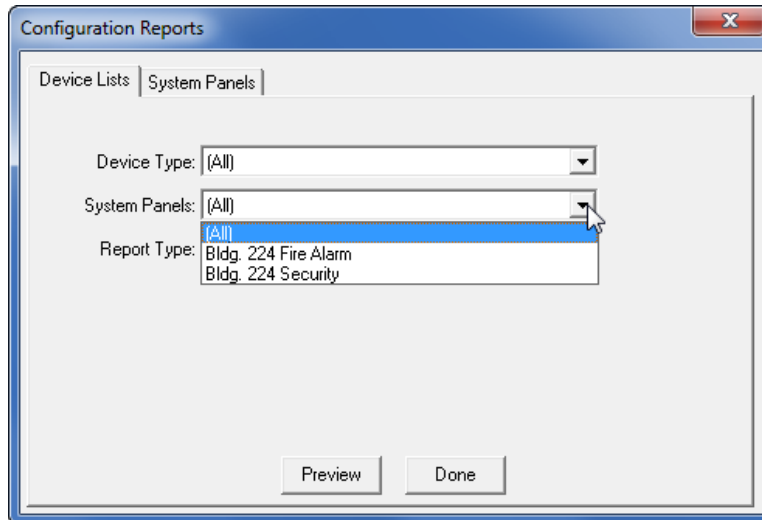 Configuration Reports
Device Lists System Panels
Device Type: (All)
System Panels: (All)
(All)
Report Type: Bldg. 224 Fire Alarm
Bldg. 224 Security
Preview Done